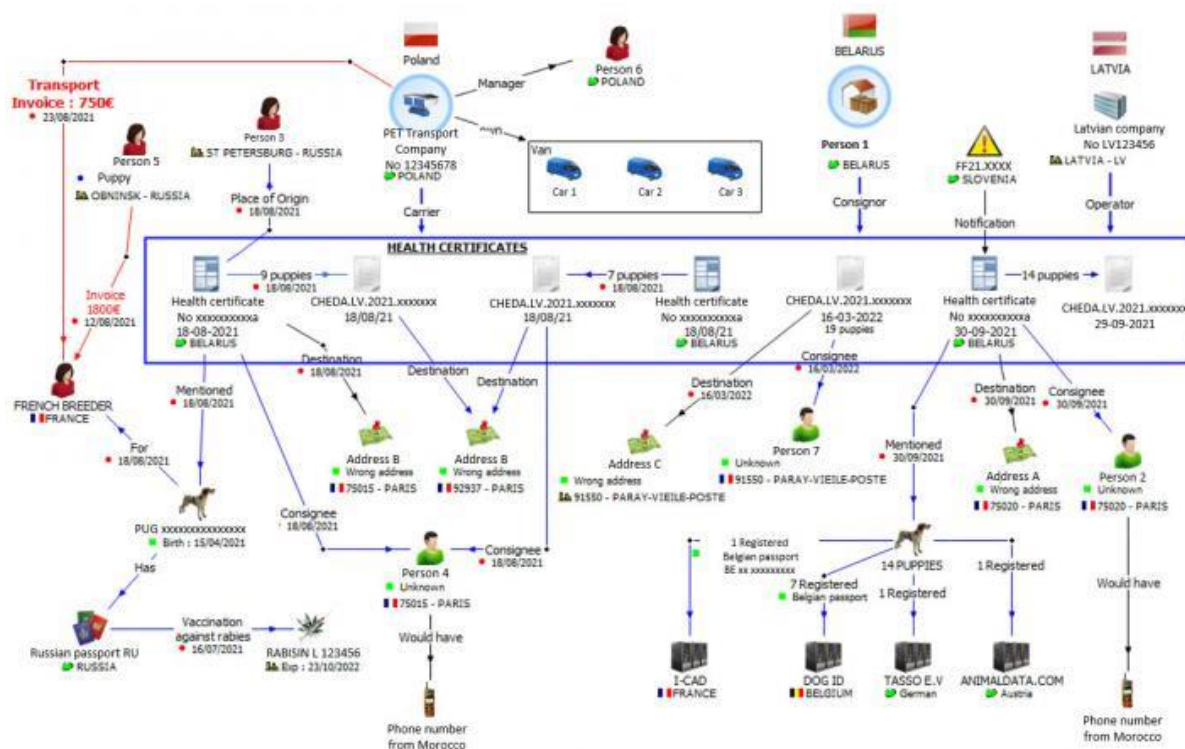 Poland
BELARUS
LATVIA
Transport
Invoice : 750€
23/08/2021
Manager
Person 6
POLAND
PET Transport
Company
No 12345678
POLAND
own
Van
Car 1
Car 2
Car 3
Person 1
BELARUS
FF21.XXXX
SLOVENIA
Latvian company
No LV123456
LATVIA - LV
Person 3
ST PETERSBURG - RUSSIA
Person 5
Puppy
OBNINSK - RUSSIA
Place of Origin
18/08/2021
Carrier
Consignor
Notification
Operator
HEALTH CERTIFICATES
Health certificate
No xxxxxxxxxxa
18-08-2021
BELARUS
9 puppies
18/08/2021
CHEDA.LV.2021.xxxxxxx
18/08/21
CHEDA.LV.2021.xxxxxxx
18/08/21
7 puppies
18/08/2021
Health certificate
No xxxxxxxxxxa
18/08/21
BELARUS
CHEDA.LV.2021.xxxxxxx
16-03-2022
19 puppies
Health certificate
No xxxxxxxxxxa
30-09-2021
BELARUS
14 puppies
CHEDA.LV.2021.xxxxxxx
29-09-2021
Invoice
1800€
12/08/2021
FRENCH BREEDER
FRANCE
Mentioned
18/08/2021
Destination
18/08/2021
Destination
Destination
Destination
16/03/2022
Consignee
16/03/2022
Mentioned
30/09/2021
Destination
30/09/2021
Consignee
30/09/2021
For
18/08/2021
Address B
Wrong address
75015 - PARIS
Address B
Wrong address
92937 - PARIS
Address C
Wrong address
91550 - PARAY-VIEILE-POSTE
Person 7
Unknown
91550 - PARAY-VIEILE-POSTE
Address A
Wrong address
75020 - PARIS
Person 2
Unknown
75020 - PARIS
PUG xxxxxxxxxxxxxxx
Birth : 15/04/2021
Consignee
18/08/2021
Consignee
18/08/2021
Person 4
Unknown
75015 - PARIS
Has
Russian passport RU
RUSSIA
Vaccination
against rabies
16/07/2021
RABISIN L 123456
Exp : 23/10/2022
Would have
Phone number
from Morocco
1 Registered
Belgian passport
BE xx xxxxxxxxx
14 PUPPIES
7 Registered
Belgian passport
1 Registered
1 Registered
I-CAD
FRANCE
DOG ID
BELGIUM
TASSO E.V
German
ANIMALDATA.COM
Austria
Would have
Phone number
from Morocco